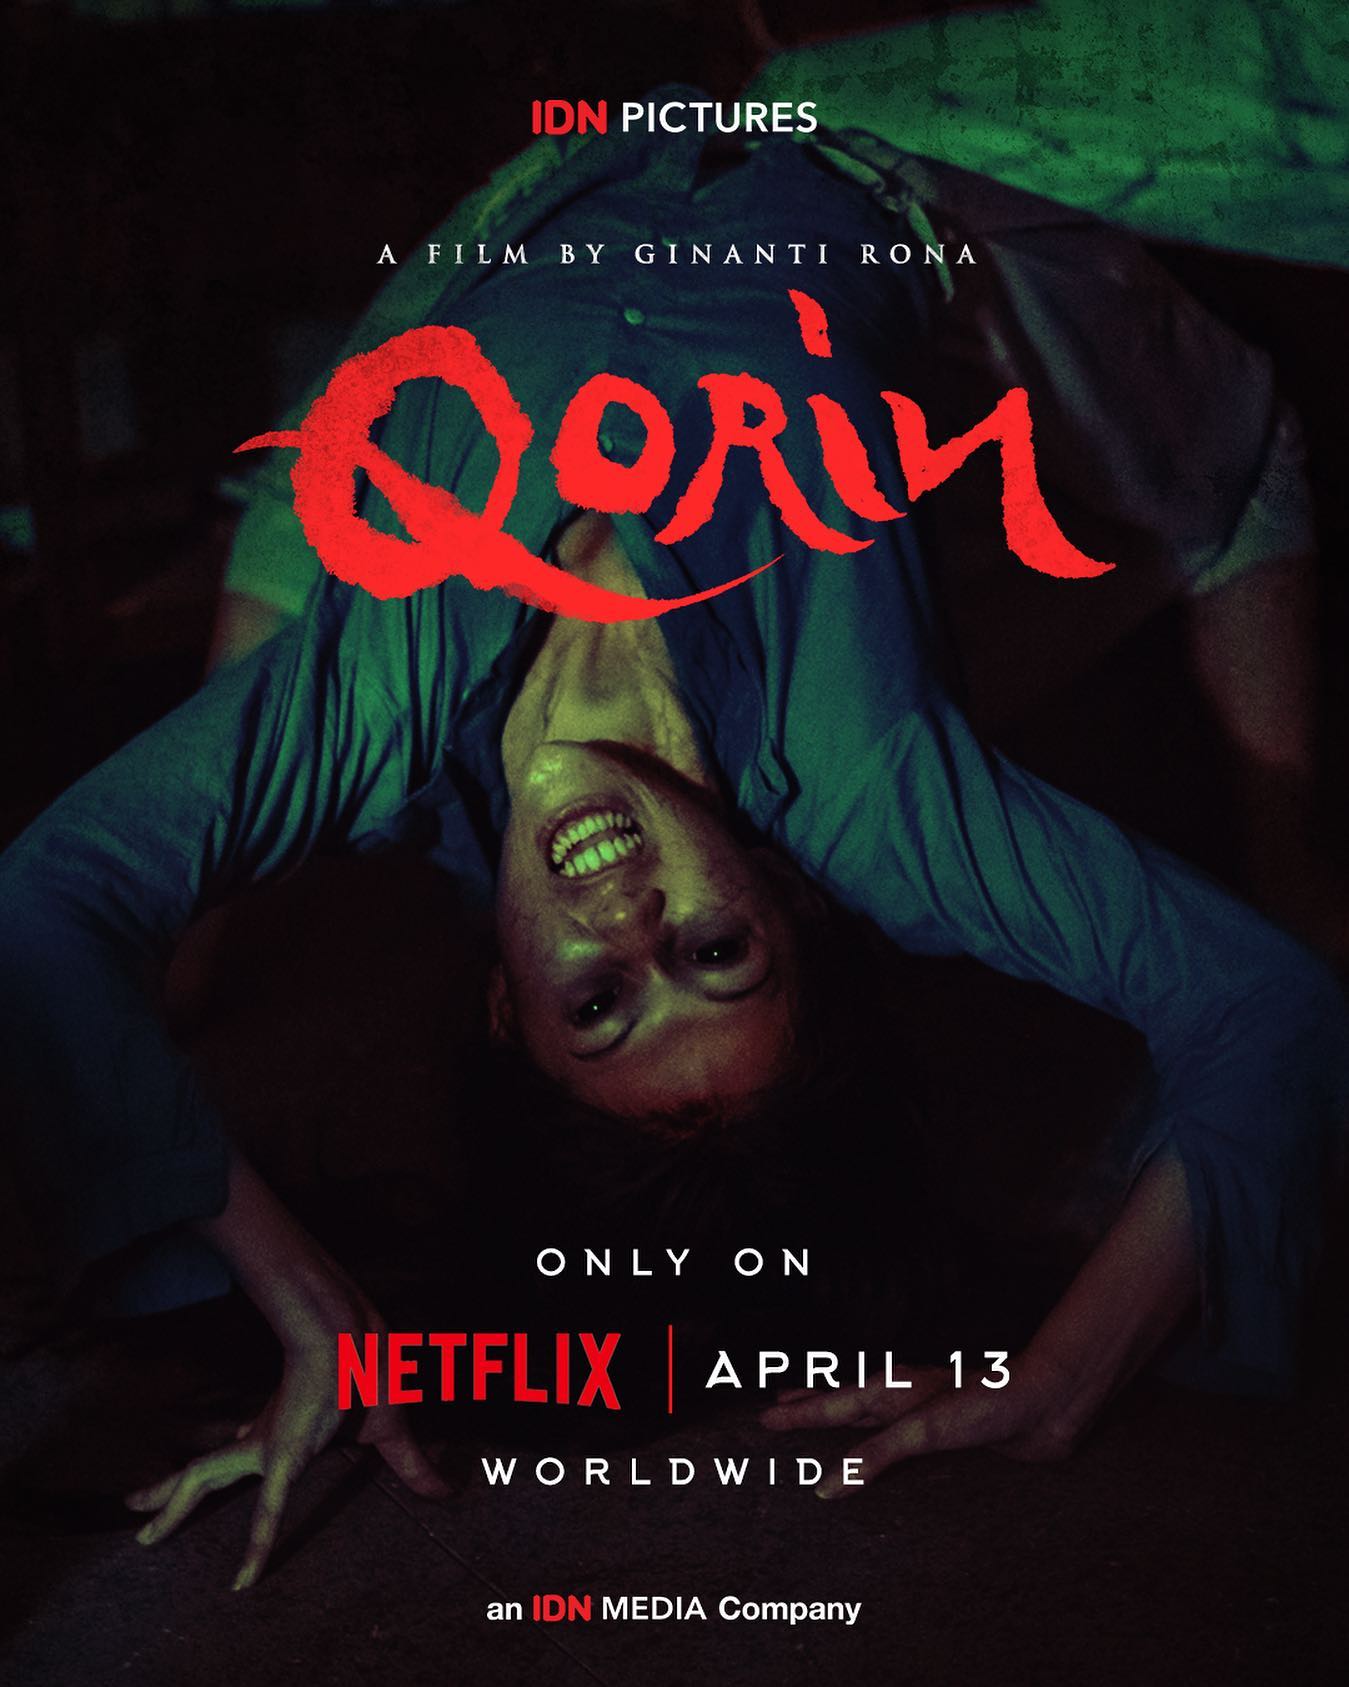 IDN PICTURES
A FILM BY GINANTI RONA
QORIN
ONLY ON
NETFLIX | APRIL 13
WORLDWIDE
an IDN MEDIA Company